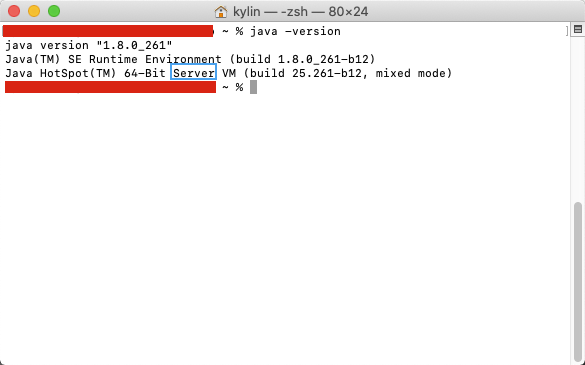 kylin — -zsh — 80×24
~ % java -version
java version "1.8.0_261"
Java(TM) SE Runtime Environment (build 1.8.0_261-b12)
Java HotSpot(TM) 64-Bit Server VM (build 25.261-b12, mixed mode)
~ %